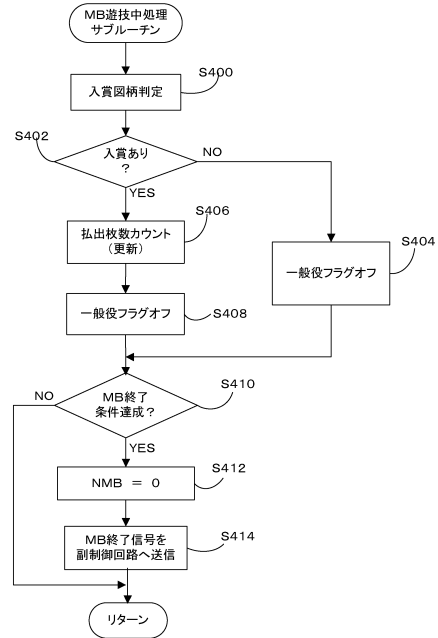 MB遊技中処理
サブルーチン
S400
入賞図柄判定
S402
入賞あり
?
NO
YES
S406
払出枚数カウント
(更新)
S404
一般役フラグオフ
一般役フラグオフ
S408
S410
NO
MB終了
条件達成?
YES
S412
NMB = 0
S414
MB終了信号を
副制御回路へ送信
リターン